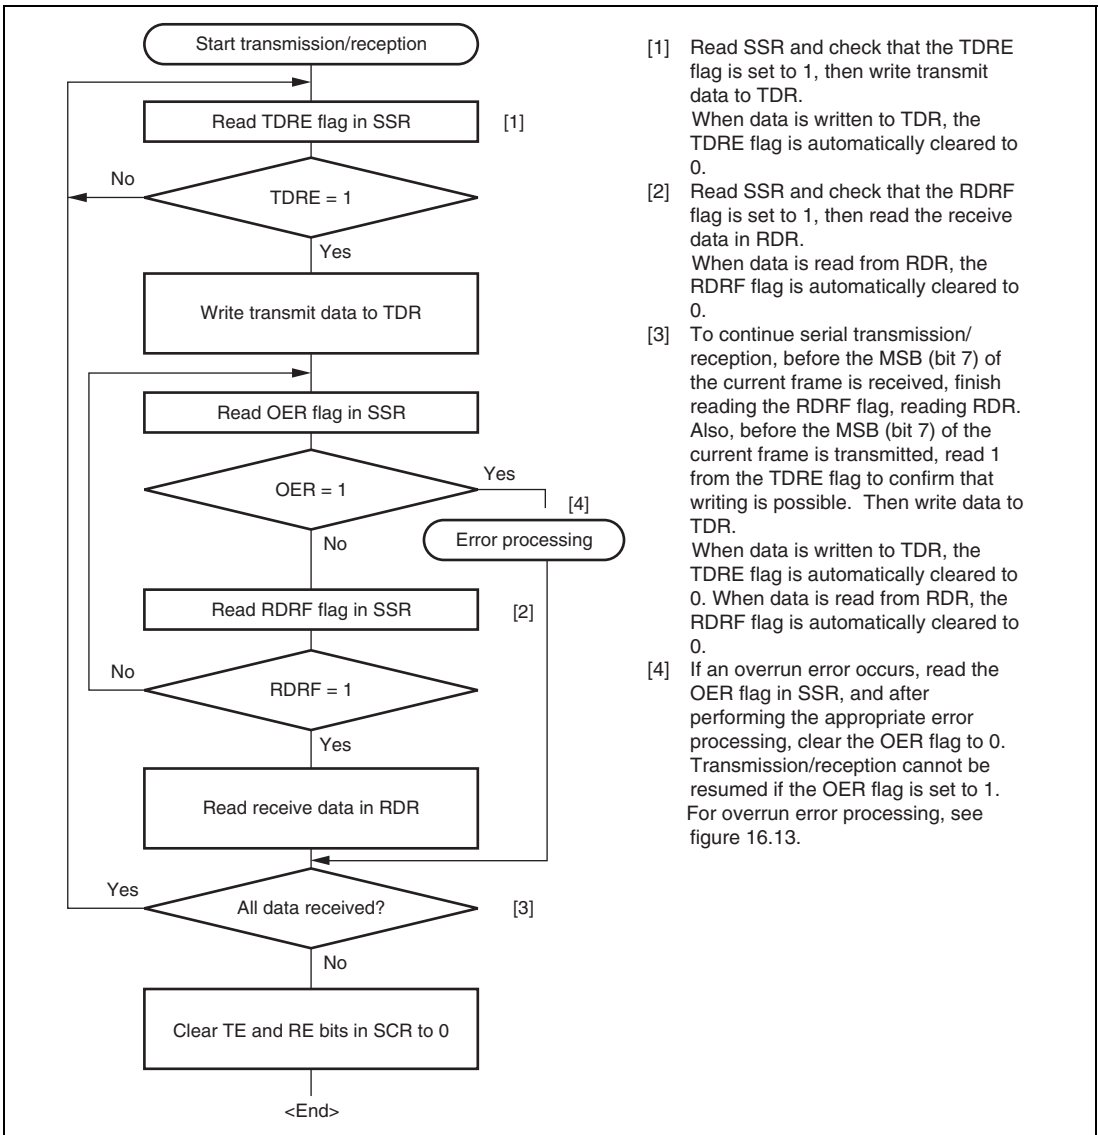 Start transmission/reception
Read TDRE flag in SSR
[1]
No
TDRE = 1
Yes
Write transmit data to TDR
Read OER flag in SSR
OER = 1
Yes
[4]
No
Error processing
Read RDRF flag in SSR
[2]
No
RDRF = 1
Yes
Read receive data in RDR
Yes
All data received?
[3]
No
Clear TE and RE bits in SCR to 0
<End>
[1] Read SSR and check that the TDRE
flag is set to 1, then write transmit
data to TDR.
When data is written to TDR, the
TDRE flag is automatically cleared to
0.
[2] Read SSR and check that the RDRF
flag is set to 1, then read the receive
data in RDR.
When data is read from RDR, the
RDRF flag is automatically cleared to
0.
[3] To continue serial transmission/
reception, before the MSB (bit 7) of
the current frame is received, finish
reading the RDRF flag, reading RDR.
Also, before the MSB (bit 7) of the
current frame is transmitted, read 1
from the TDRE flag to confirm that
writing is possible. Then write data to
TDR.
When data is written to TDR, the
TDRE flag is automatically cleared to
0. When data is read from RDR, the
RDRF flag is automatically cleared to
0.
[4] If an overrun error occurs, read the
OER flag in SSR, and after
performing the appropriate error
processing, clear the OER flag to 0.
Transmission/reception cannot be
resumed if the OER flag is set to 1.
For overrun error processing, see
figure 16.13.